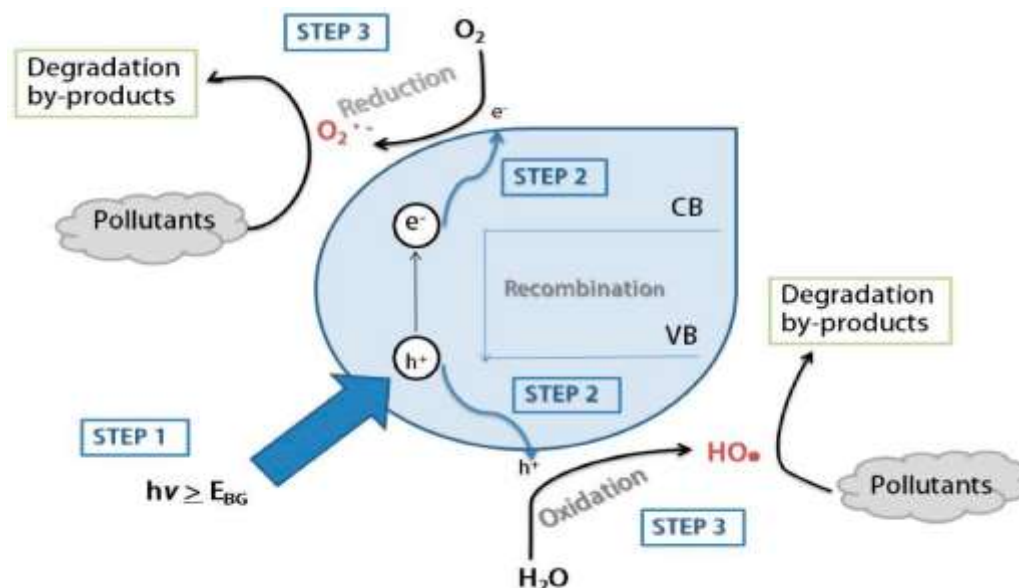 STEP 3
O₂
Degradation
by-products
Reduction
e⁻
O₂•⁻
STEP 2
Pollutants
e⁻
CB
Recombination
Degradation
by-products
VB
h⁺
STEP 2
STEP 1
h⁺
HO•
Pollutants
hν ≥ E_BG
Oxidation
STEP 3
H₂O